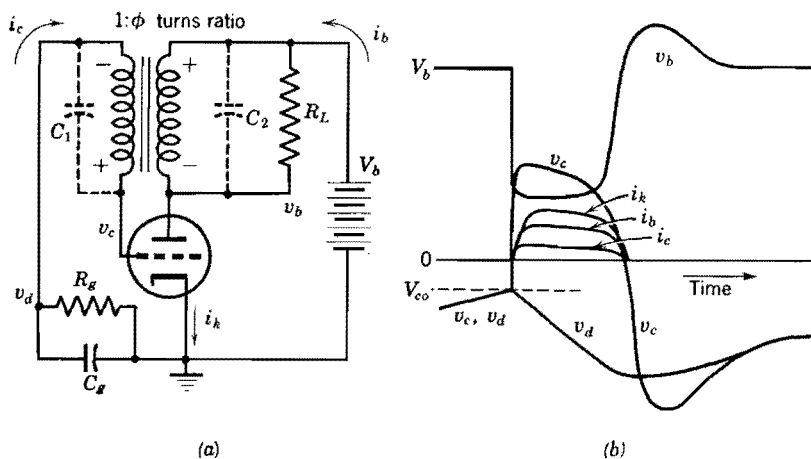 1:ϕ turns ratio
i_c
i_b
C_1
C_2
R_L
V_b
v_b
v_c
v_d
R_g
i_k
C_g
(a)
V_b
v_b
v_c
i_k
i_b
i_c
0
Time
V_co
v_c, v_d
v_d
v_c
(b)